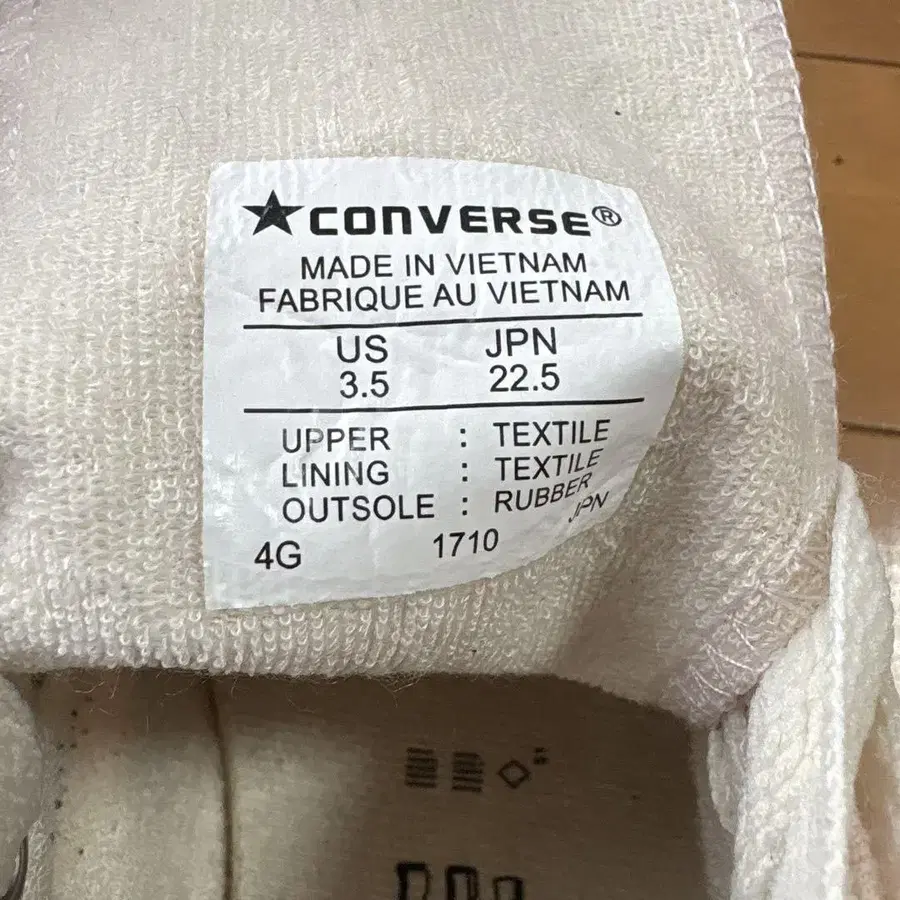 ★CONVERSE®
MADE IN VIETNAM
FABRIQUE AU VIETNAM
US JPN
3.5 22.5
UPPER : TEXTILE
LINING : TEXTILE
OUTSOLE : RUBBER
JPN
4G 1710